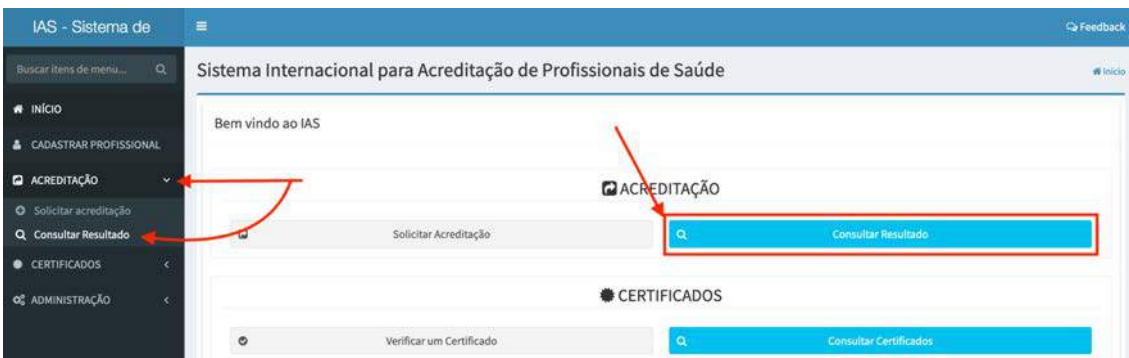 IAS - Sistema de
Feedback
Buscar itens de menu...
Sistema Internacional para Acreditação de Profissionais de Saúde
Início
INÍCIO
Bem vindo ao IAS
CADASTRAR PROFISSIONAL
ACREDITAÇÃO
ACREDITAÇÃO
Solicitar acreditação
Consultar Resultado
Solicitar Acreditação
Consultar Resultado
CERTIFICADOS
ADMINISTRAÇÃO
CERTIFICADOS
Verificar um Certificado
Consultar Certificados